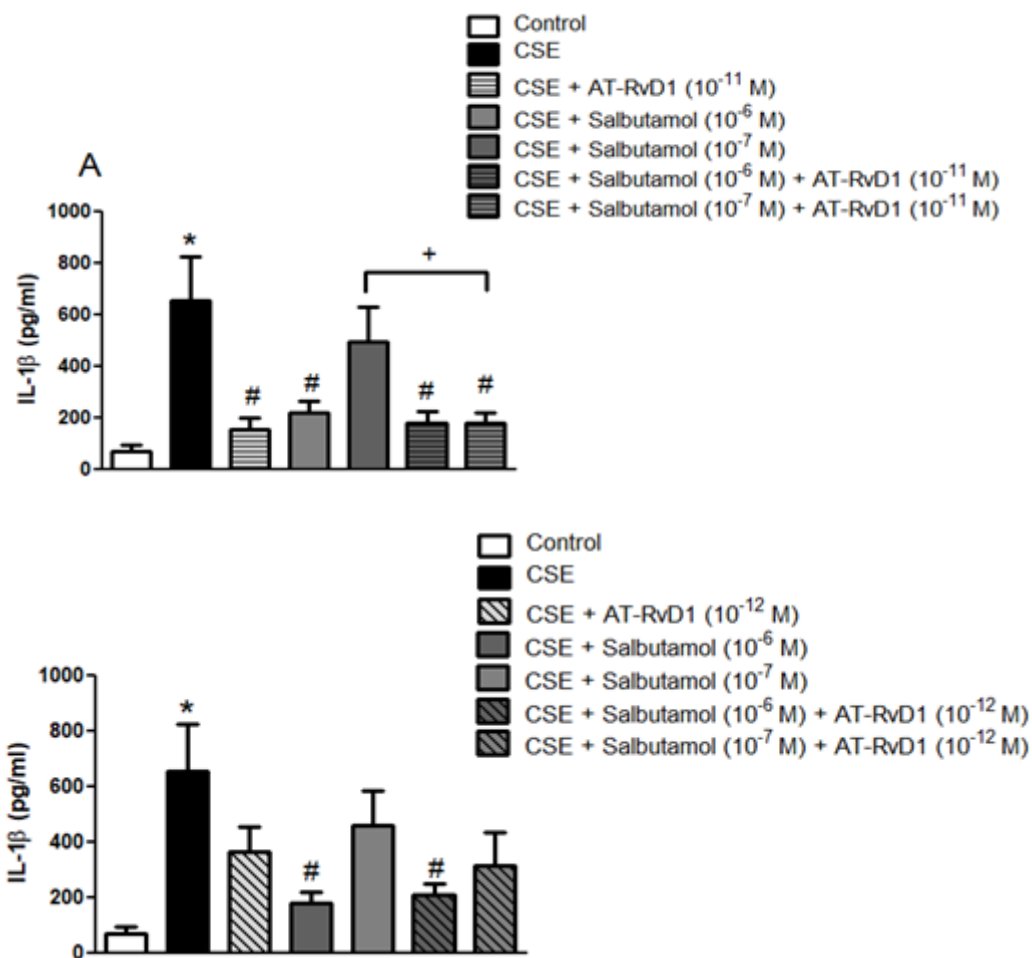 Control
CSE
CSE + AT-RvD1 (10⁻¹¹ M)
CSE + Salbutamol (10⁻⁶ M)
CSE + Salbutamol (10⁻⁷ M)
CSE + Salbutamol (10⁻⁶ M) + AT-RvD1 (10⁻¹¹ M)
CSE + Salbutamol (10⁻⁷ M) + AT-RvD1 (10⁻¹¹ M)
A
IL-1β (pg/ml)
1000
800
600
400
200
0
*
#
#
+
#
#
Control
CSE
CSE + AT-RvD1 (10⁻¹² M)
CSE + Salbutamol (10⁻⁶ M)
CSE + Salbutamol (10⁻⁷ M)
CSE + Salbutamol (10⁻⁶ M) + AT-RvD1 (10⁻¹² M)
CSE + Salbutamol (10⁻⁷ M) + AT-RvD1 (10⁻¹² M)
IL-1β (pg/ml)
1000
800
600
400
200
0
*
#
#